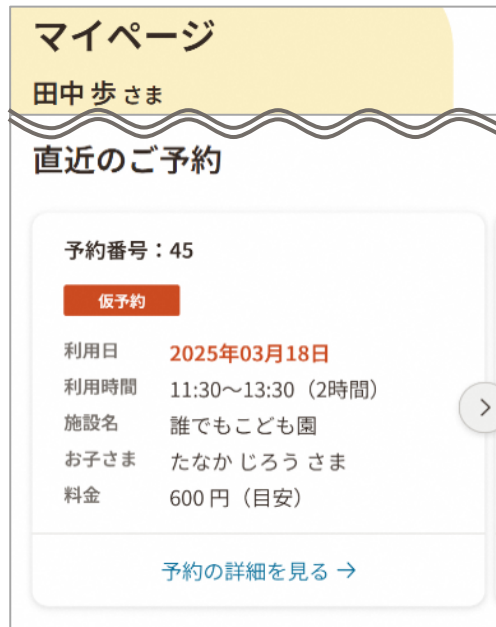 マイページ
田中 歩 さま
直近のご予約
予約番号：45
仮予約
利用日 2025年03月18日
利用時間 11:30～13:30（2時間）
施設名 誰でもこども園
お子さま たなか じろう さま
料金 600 円（目安）
予約の詳細を見る →